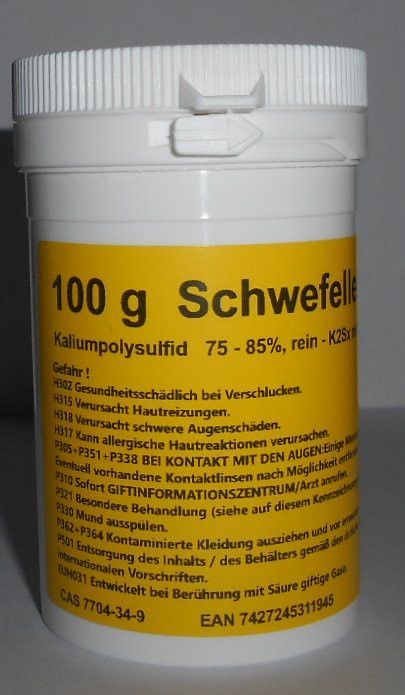 100 g Schwefelle
Kaliumpolysulfid 75 - 85%, rein - K2Sx
Gefahr !
H302 Gesundheitsschädlich bei Verschlucken.
H315 Verursacht Hautreizungen.
H318 Verursacht schwere Augenschäden.
H317 Kann allergische Hautreaktionen verursachen.
P305+P351+P338 BEI KONTAKT MIT DEN AUGEN:Einige
Eventuell vorhandene Kontaktlinsen nach Möglichkeit
P310 Sofort GIFTINFORMATIONSZENTRUM/Arzt anrufen.
P321 Besondere Behandlung (siehe auf diesem
P330 Mund ausspülen.
P362+P364 Kontaminierte Kleidung ausziehen und vor
P501 Entsorgung des Inhalts / des Behälters gemäß den
internationalen Vorschriften.
EUH031 Entwickelt bei Berührung mit Säure giftige Gase.
CAS 7704-34-9 EAN 7427245311945